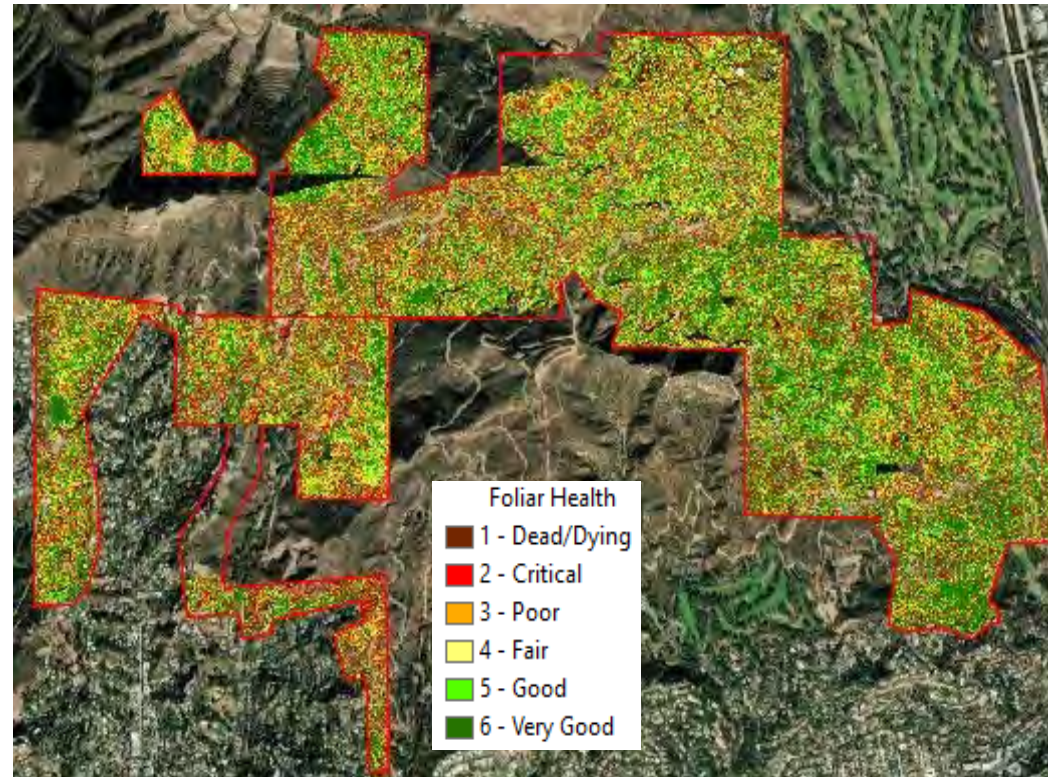 Foliar Health
1 - Dead/Dying
2 - Critical
3 - Poor
4 - Fair
5 - Good
6 - Very Good